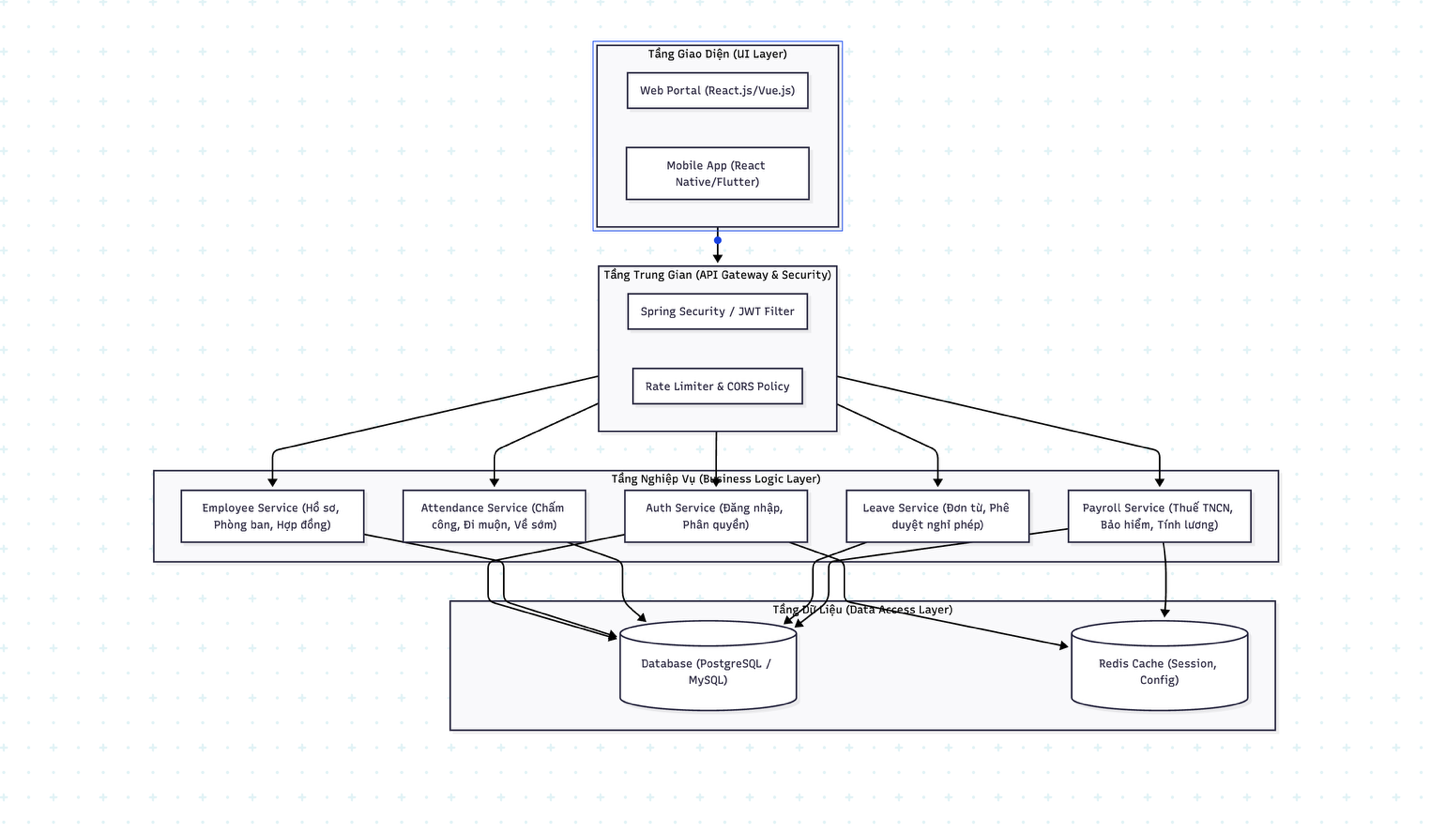 Tầng Giao Diện (UI Layer)
Web Portal (React.js/Vue.js)
Mobile App (React
Native/Flutter)
Tầng Trung Gian (API Gateway & Security)
Spring Security / JWT Filter
Rate Limiter & CORS Policy
Tầng Nghiệp Vụ (Business Logic Layer)
Employee Service (Hồ sơ,
Phòng ban, Hợp đồng)
Attendance Service (Chấm
công, Đi muộn, Về sớm)
Auth Service (Đăng nhập,
Phân quyền)
Leave Service (Đơn từ, Phê
duyệt nghỉ phép)
Payroll Service (Thuế TNCN,
Bảo hiểm, Tính lương)
Tầng Dữ Liệu (Data Access Layer)
Database (PostgreSQL /
MySQL)
Redis Cache (Session,
Config)